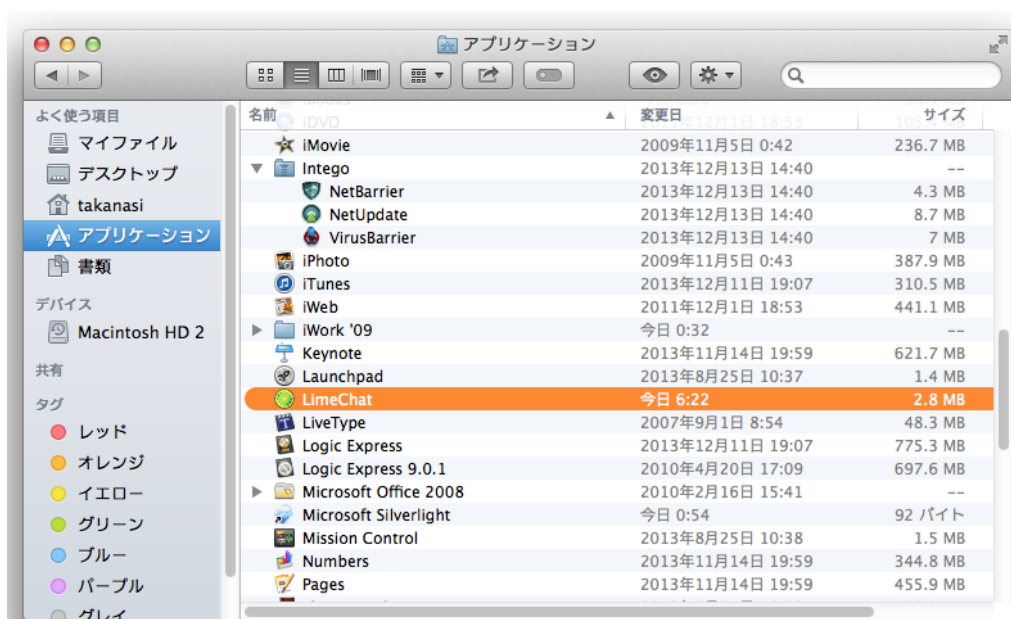 アプリケーション
よく使う項目
マイファイル
デスクトップ
takanasi
アプリケーション
書類
デバイス
Macintosh HD 2
共有
タグ
レッド
オレンジ
イエロー
グリーン
ブルー
パープル
グレイ
名前 変更日 サイズ
iDVD 2011年12月1日 18:53
iMovie 2009年11月5日 0:42 236.7 MB
Intego 2013年12月13日 14:40 --
NetBarrier 2013年12月13日 14:40 4.3 MB
NetUpdate 2013年12月13日 14:40 8.7 MB
VirusBarrier 2013年12月13日 14:40 7 MB
iPhoto 2009年11月5日 0:43 387.9 MB
iTunes 2013年12月11日 19:07 310.5 MB
iWeb 2011年12月1日 18:53 441.1 MB
iWork '09 今日 0:32 --
Keynote 2013年11月14日 19:59 621.7 MB
Launchpad 2013年8月25日 10:37 1.4 MB
LimeChat 今日 6:22 2.8 MB
LiveType 2007年9月1日 8:54 48.3 MB
Logic Express 2013年12月11日 19:07 775.3 MB
Logic Express 9.0.1 2010年4月20日 17:09 697.6 MB
Microsoft Office 2008 2010年2月16日 15:41 --
Microsoft Silverlight 今日 0:54 92 バイト
Mission Control 2013年8月25日 10:38 1.5 MB
Numbers 2013年11月14日 19:59 344.8 MB
Pages 2013年11月14日 19:59 455.9 MB